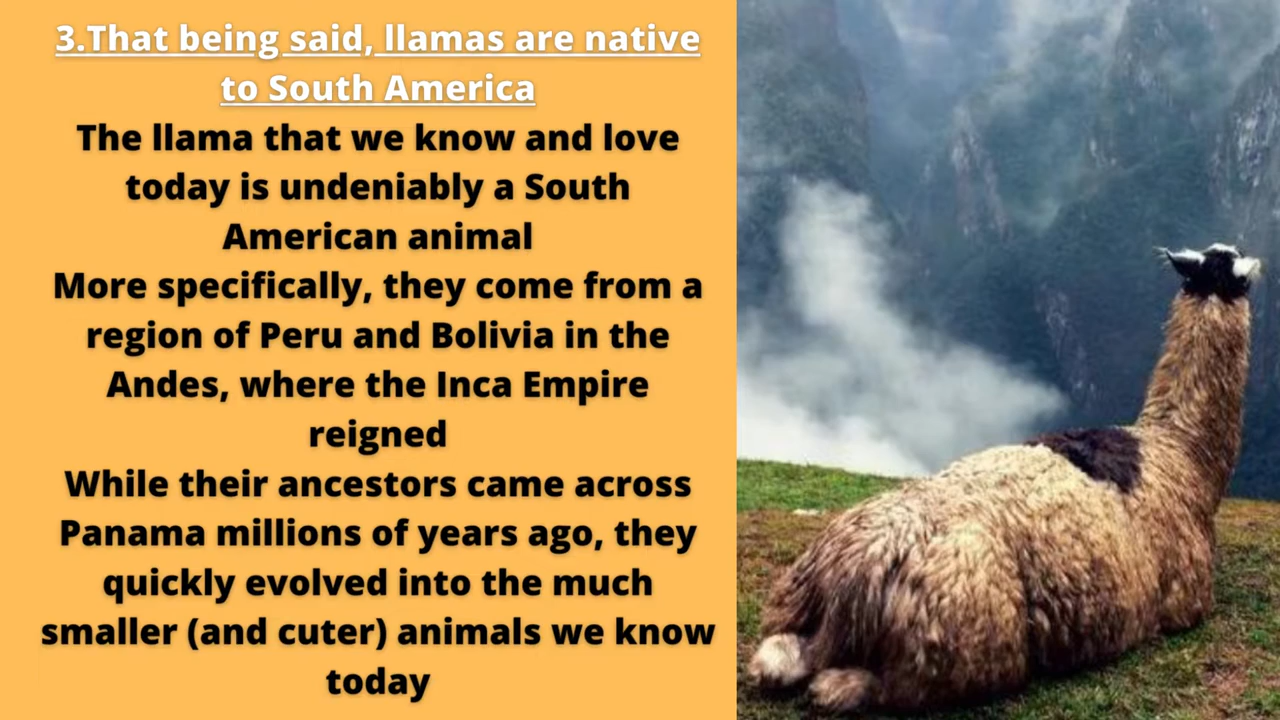 3.That being said, llamas are native
to South America
The llama that we know and love
today is undeniably a South
American animal
More specifically, they come from a
region of Peru and Bolivia in the
Andes, where the Inca Empire
reigned
While their ancestors came across
Panama millions of years ago, they
quickly evolved into the much
smaller (and cuter) animals we know
today